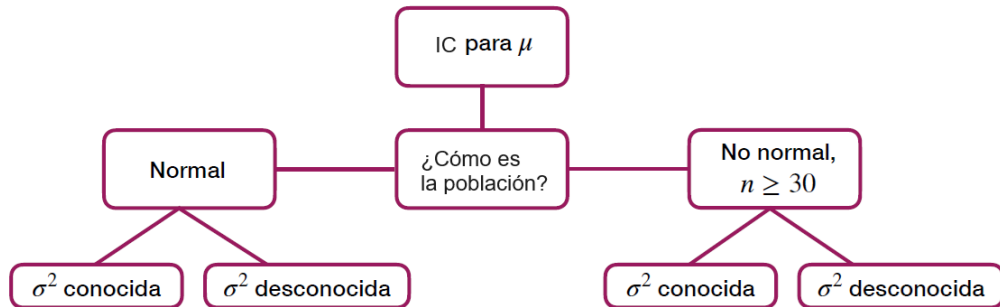 IC para μ
¿Cómo es
la población?
Normal
No normal,
n ≥ 30
σ² conocida
σ² desconocida
σ² conocida
σ² desconocida